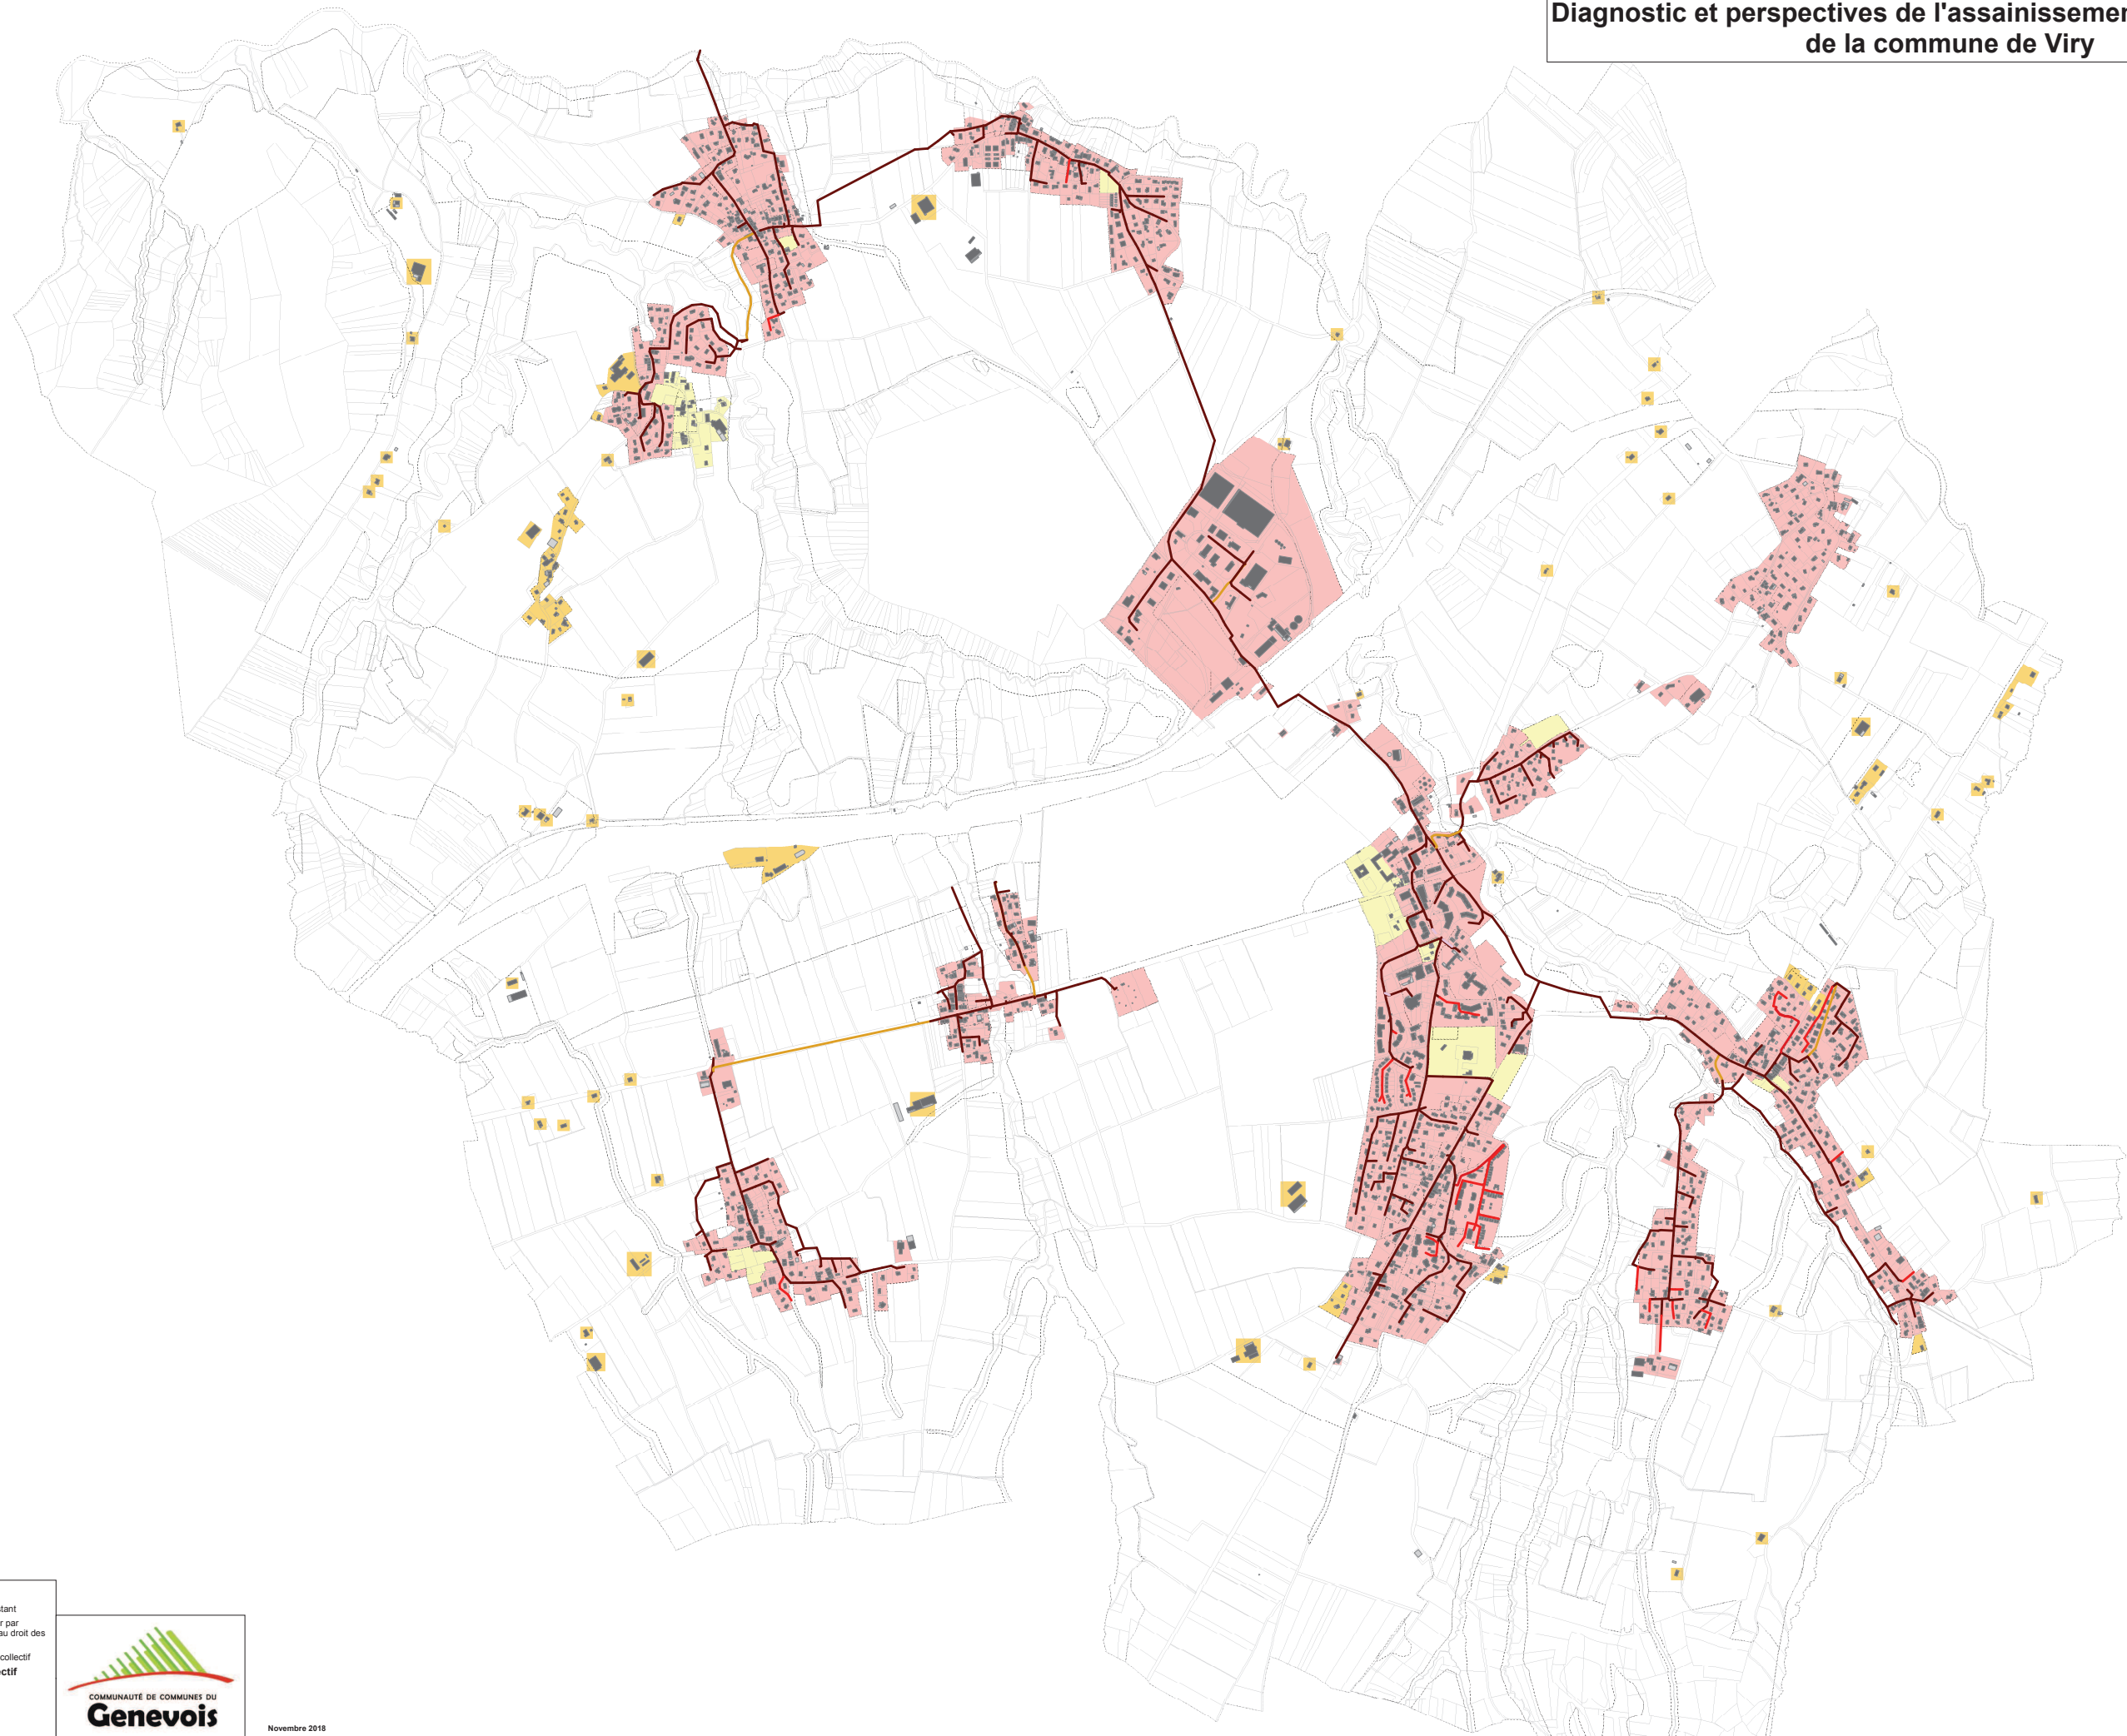 Diagnostic et perspectives de l'assainissemen
de la commune de Viry
tant
r par
au droit des
collectif
ctif
COMMUNAUTÉ DE COMMUNES DU
Genevois
Novembre 2018